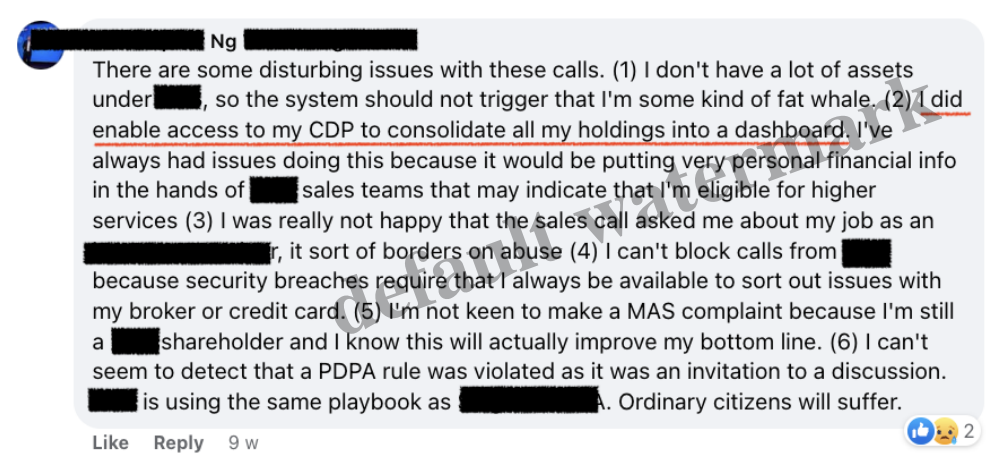 Ng
There are some disturbing issues with these calls. (1) I don't have a lot of assets
under , so the system should not trigger that I'm some kind of fat whale. (2) I did
enable access to my CDP to consolidate all my holdings into a dashboard. I've
always had issues doing this because it would be putting very personal financial info
in the hands of sales teams that may indicate that I'm eligible for higher
services (3) I was really not happy that the sales call asked me about my job as an
r, it sort of borders on abuse (4) I can't block calls from
because security breaches require that I always be available to sort out issues with
my broker or credit card. (5) I'm not keen to make a MAS complaint because I'm still
a shareholder and I know this will actually improve my bottom line. (6) I can't
seem to detect that a PDPA rule was violated as it was an invitation to a discussion.
is using the same playbook as A. Ordinary citizens will suffer.
Like Reply 9 w
2
default watermark